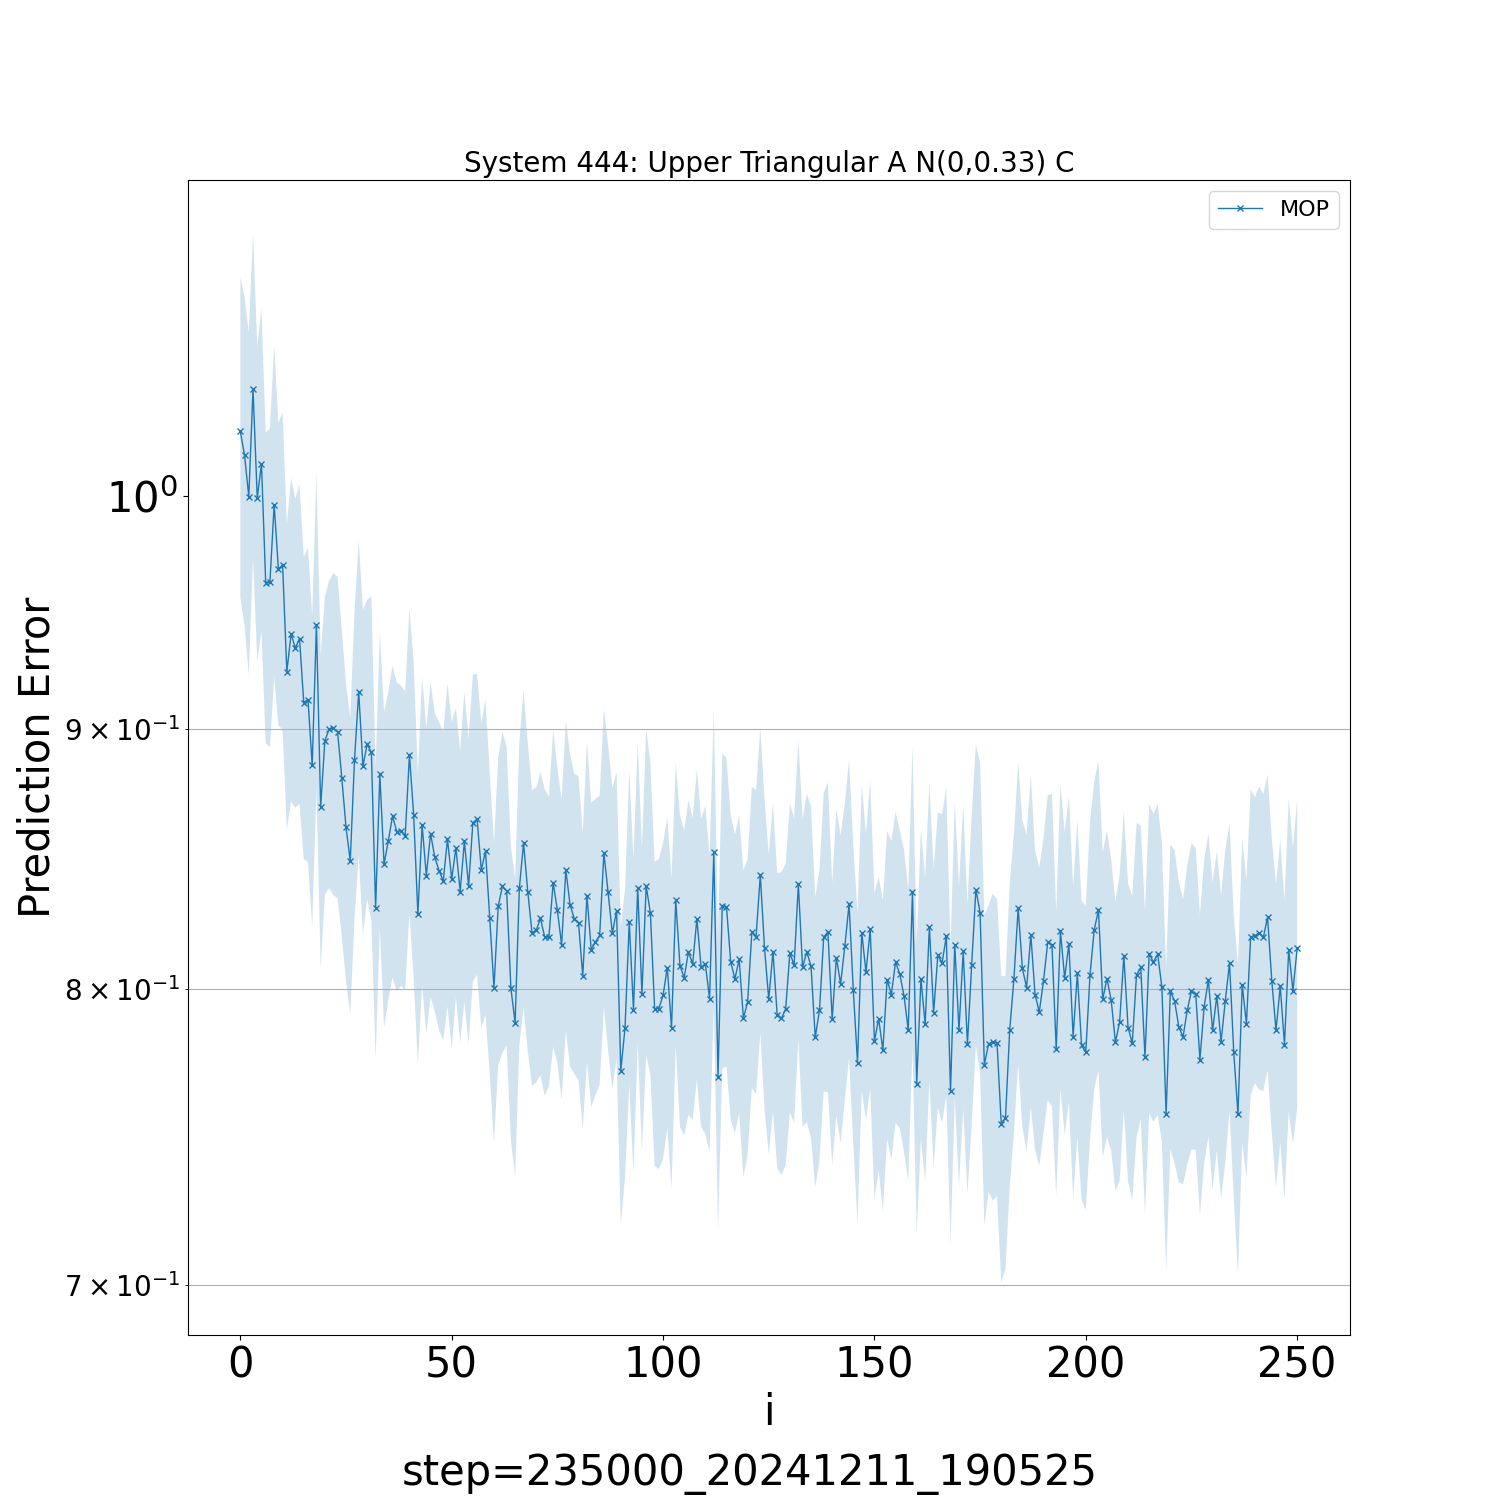 System 444: Upper Triangular A N(0,0.33) C
MOP
10⁰
9 × 10⁻¹
8 × 10⁻¹
7 × 10⁻¹
Prediction Error
0 50 100 150 200 250
i
step=235000_20241211_190525